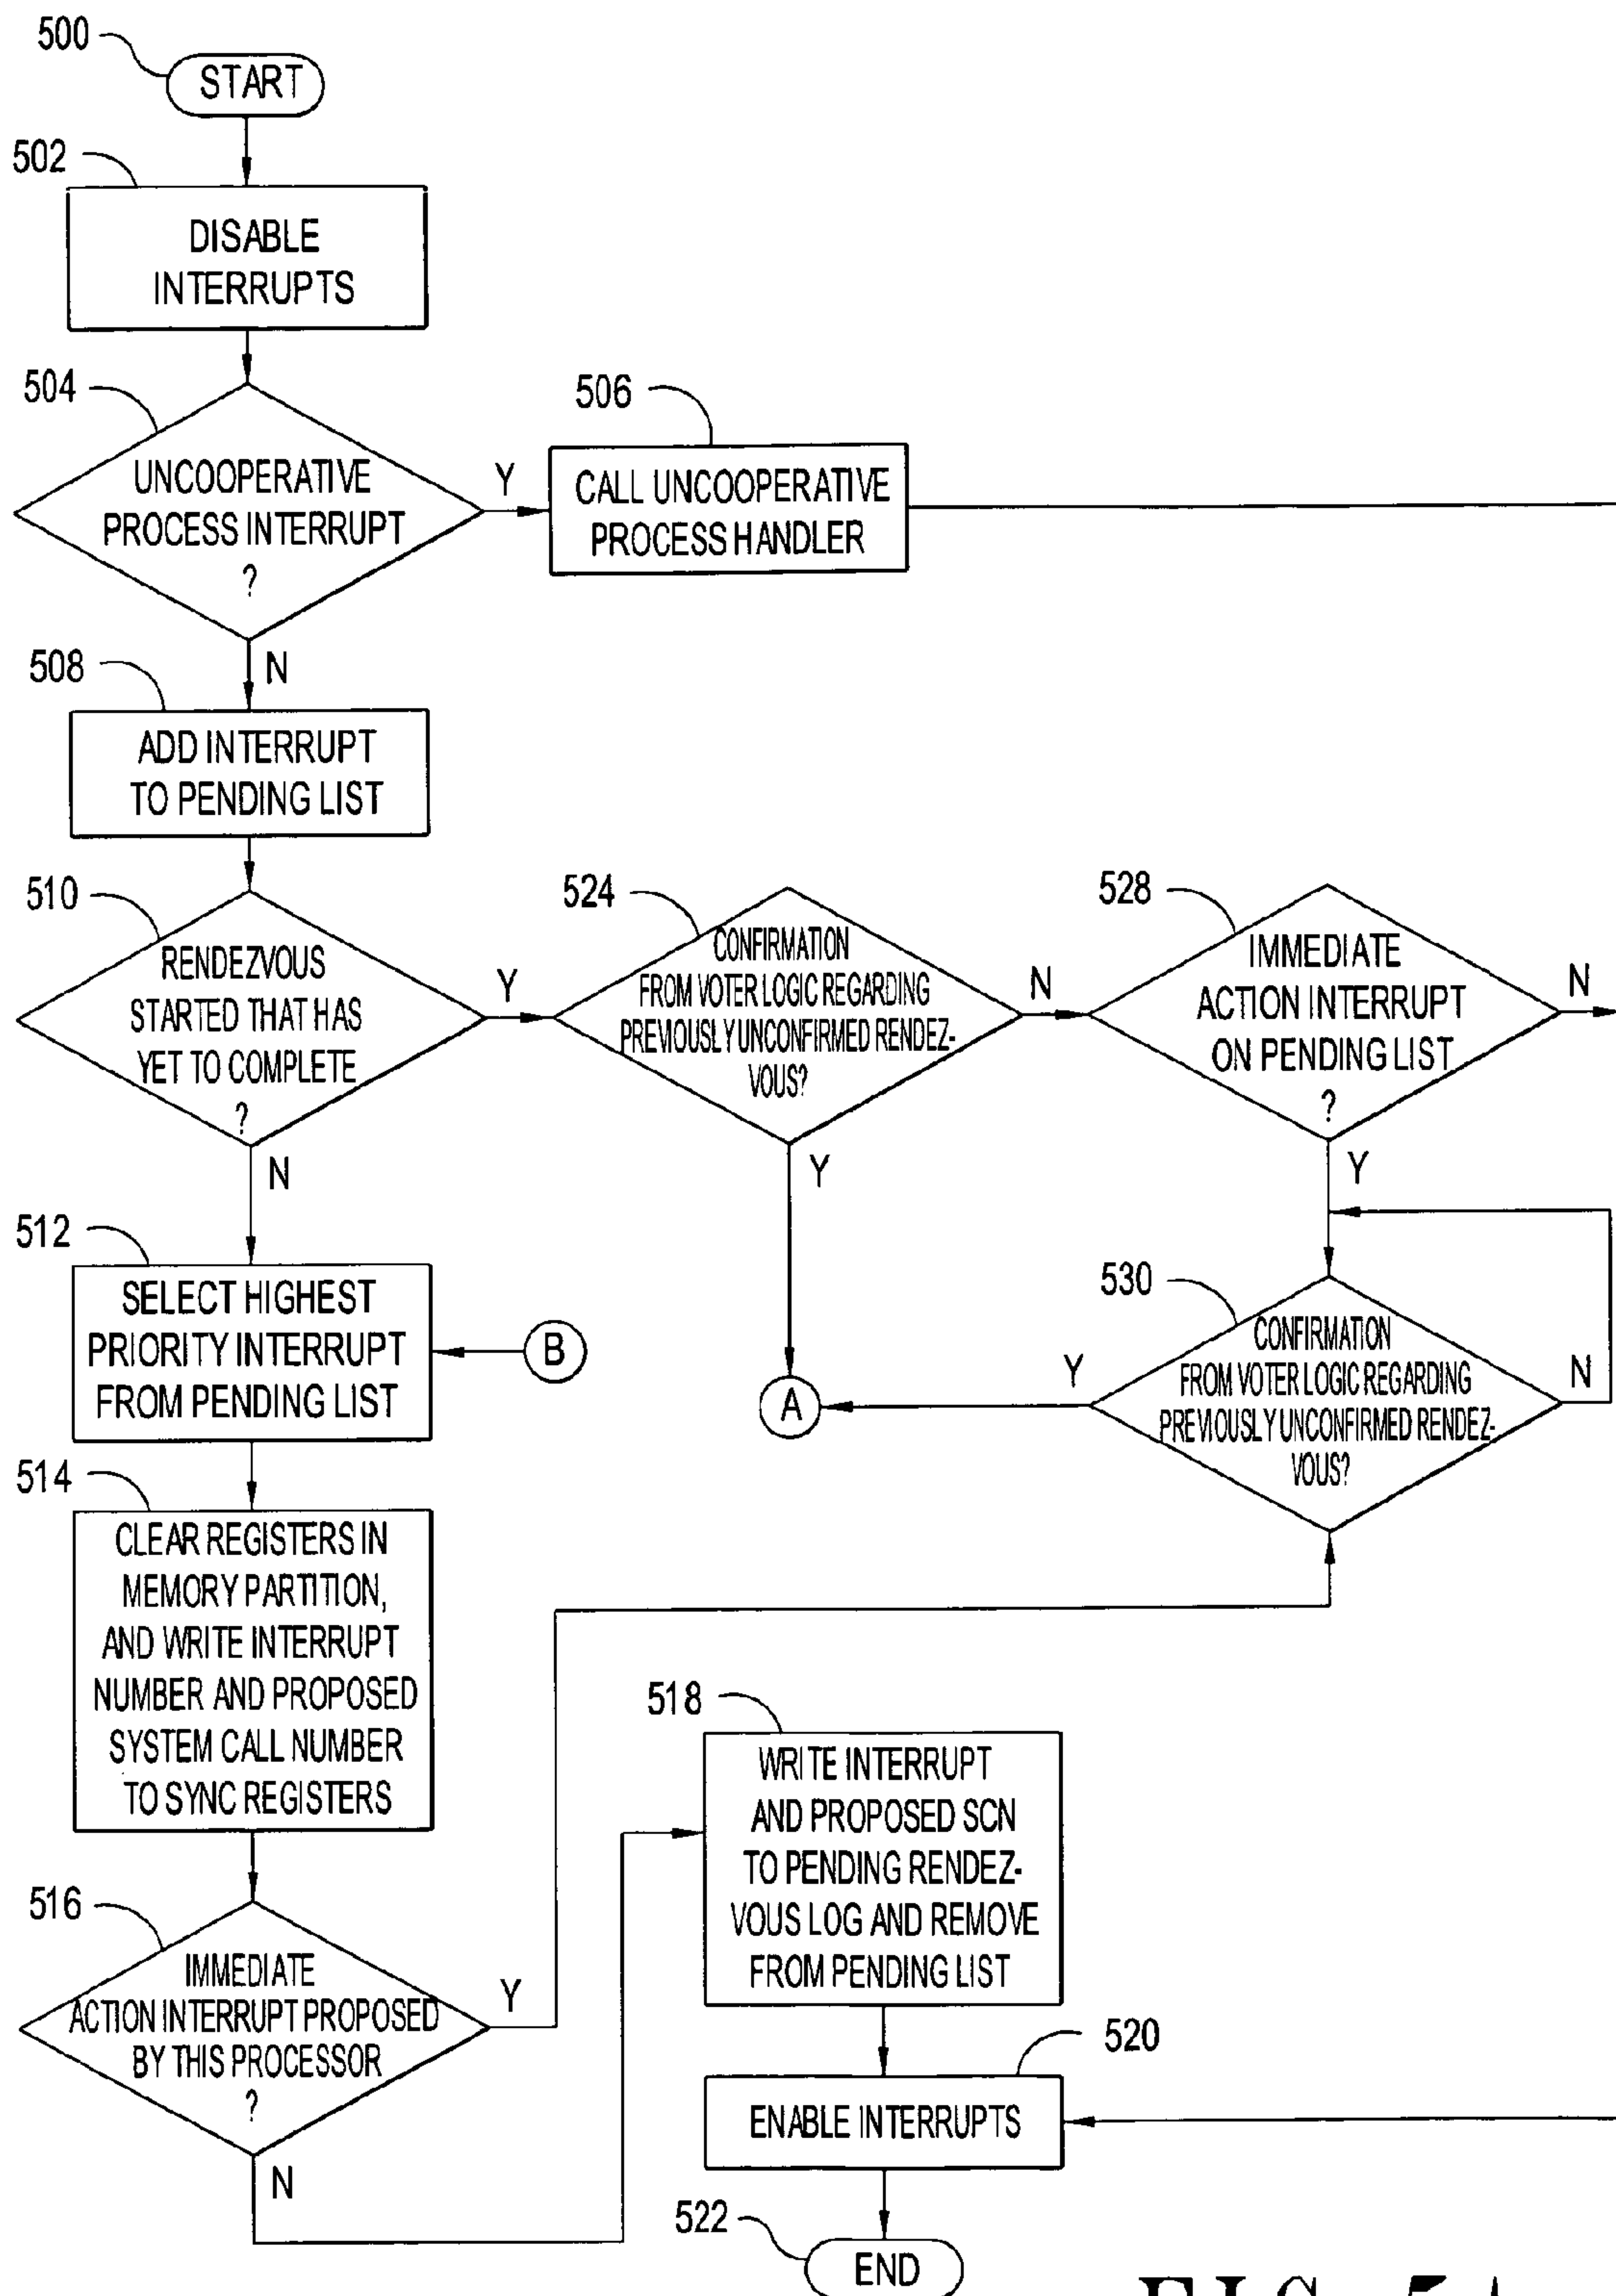 500
START
502
DISABLE
INTERRUPTS
504
UNCOOPERATIVE
PROCESS INTERRUPT
?
Y
506
CALL UNCOOPERATIVE
PROCESS HANDLER
N
508
ADD INTERRUPT
TO PENDING LIST
510
RENDEZVOUS
STARTED THAT HAS
YET TO COMPLETE
?
Y
524
CONFIRMATION
FROM VOTER LOGIC REGARDING
PREVIOUSLY UNCONFIRMED RENDEZ-
VOUS?
N
528
IMMEDIATE
ACTION INTERRUPT
ON PENDING LIST
?
N
N
Y
Y
512
SELECT HIGHEST
PRIORITY INTERRUPT
FROM PENDING LIST
B
A
Y
530
CONFIRMATION
FROM VOTER LOGIC REGARDING
PREVIOUSLY UNCONFIRMED RENDEZ-
VOUS?
N
514
CLEAR REGISTERS IN
MEMORY PARTITION,
AND WRITE INTERRUPT
NUMBER AND PROPOSED
SYSTEM CALL NUMBER
TO SYNC REGISTERS
516
IMMEDIATE
ACTION INTERRUPT PROPOSED
BY THIS PROCESSOR
?
Y
N
518
WRITE INTERRUPT
AND PROPOSED SCN
TO PENDING RENDEZ-
VOUS LOG AND REMOVE
FROM PENDING LIST
520
ENABLE INTERRUPTS
522
END